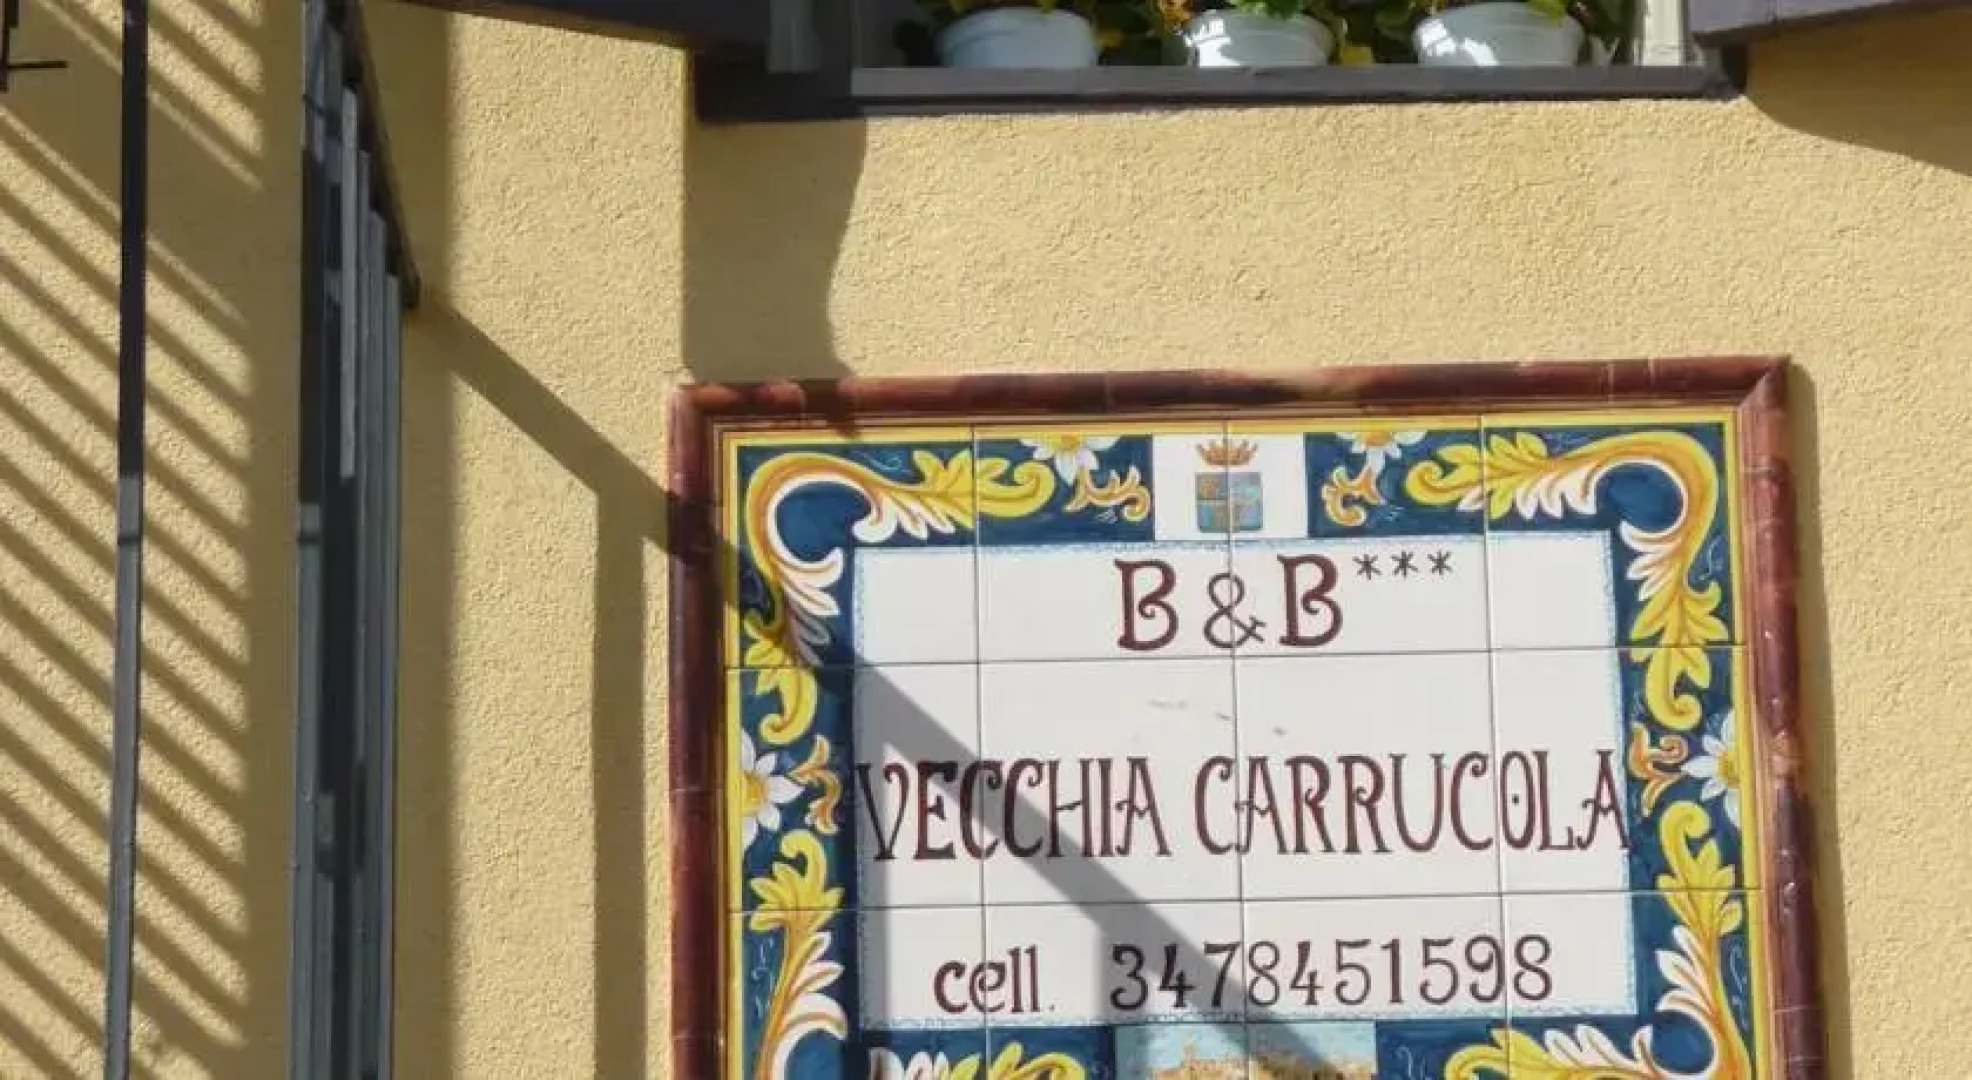 B & B***
VECCHIA CARRUCOLA
cell. 3478451598